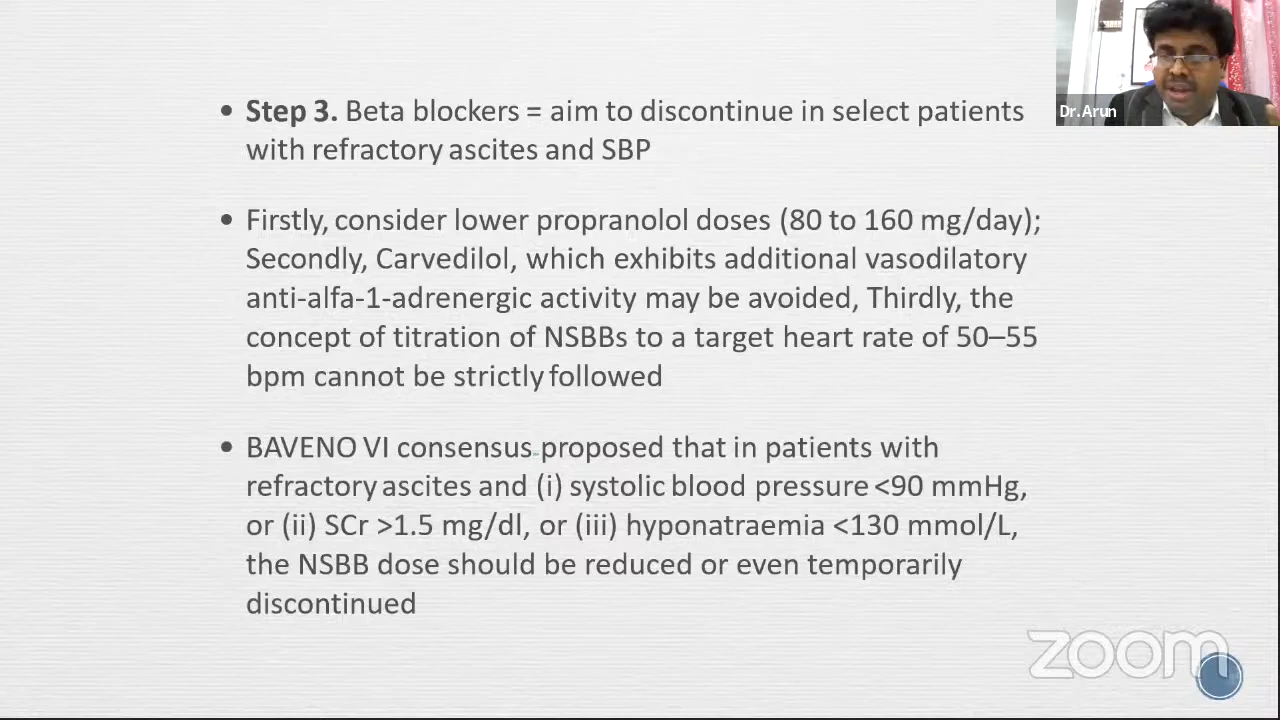 Dr.Arun
• Step 3. Beta blockers = aim to discontinue in select patients
with refractory ascites and SBP
• Firstly, consider lower propranolol doses (80 to 160 mg/day);
Secondly, Carvedilol, which exhibits additional vasodilatory
anti-alfa-1-adrenergic activity may be avoided, Thirdly, the
concept of titration of NSBBs to a target heart rate of 50–55
bpm cannot be strictly followed
• BAVENO VI consensus proposed that in patients with
refractory ascites and (i) systolic blood pressure <90 mmHg,
or (ii) SCr >1.5 mg/dl, or (iii) hyponatraemia <130 mmol/L,
the NSBB dose should be reduced or even temporarily
discontinued
zoom